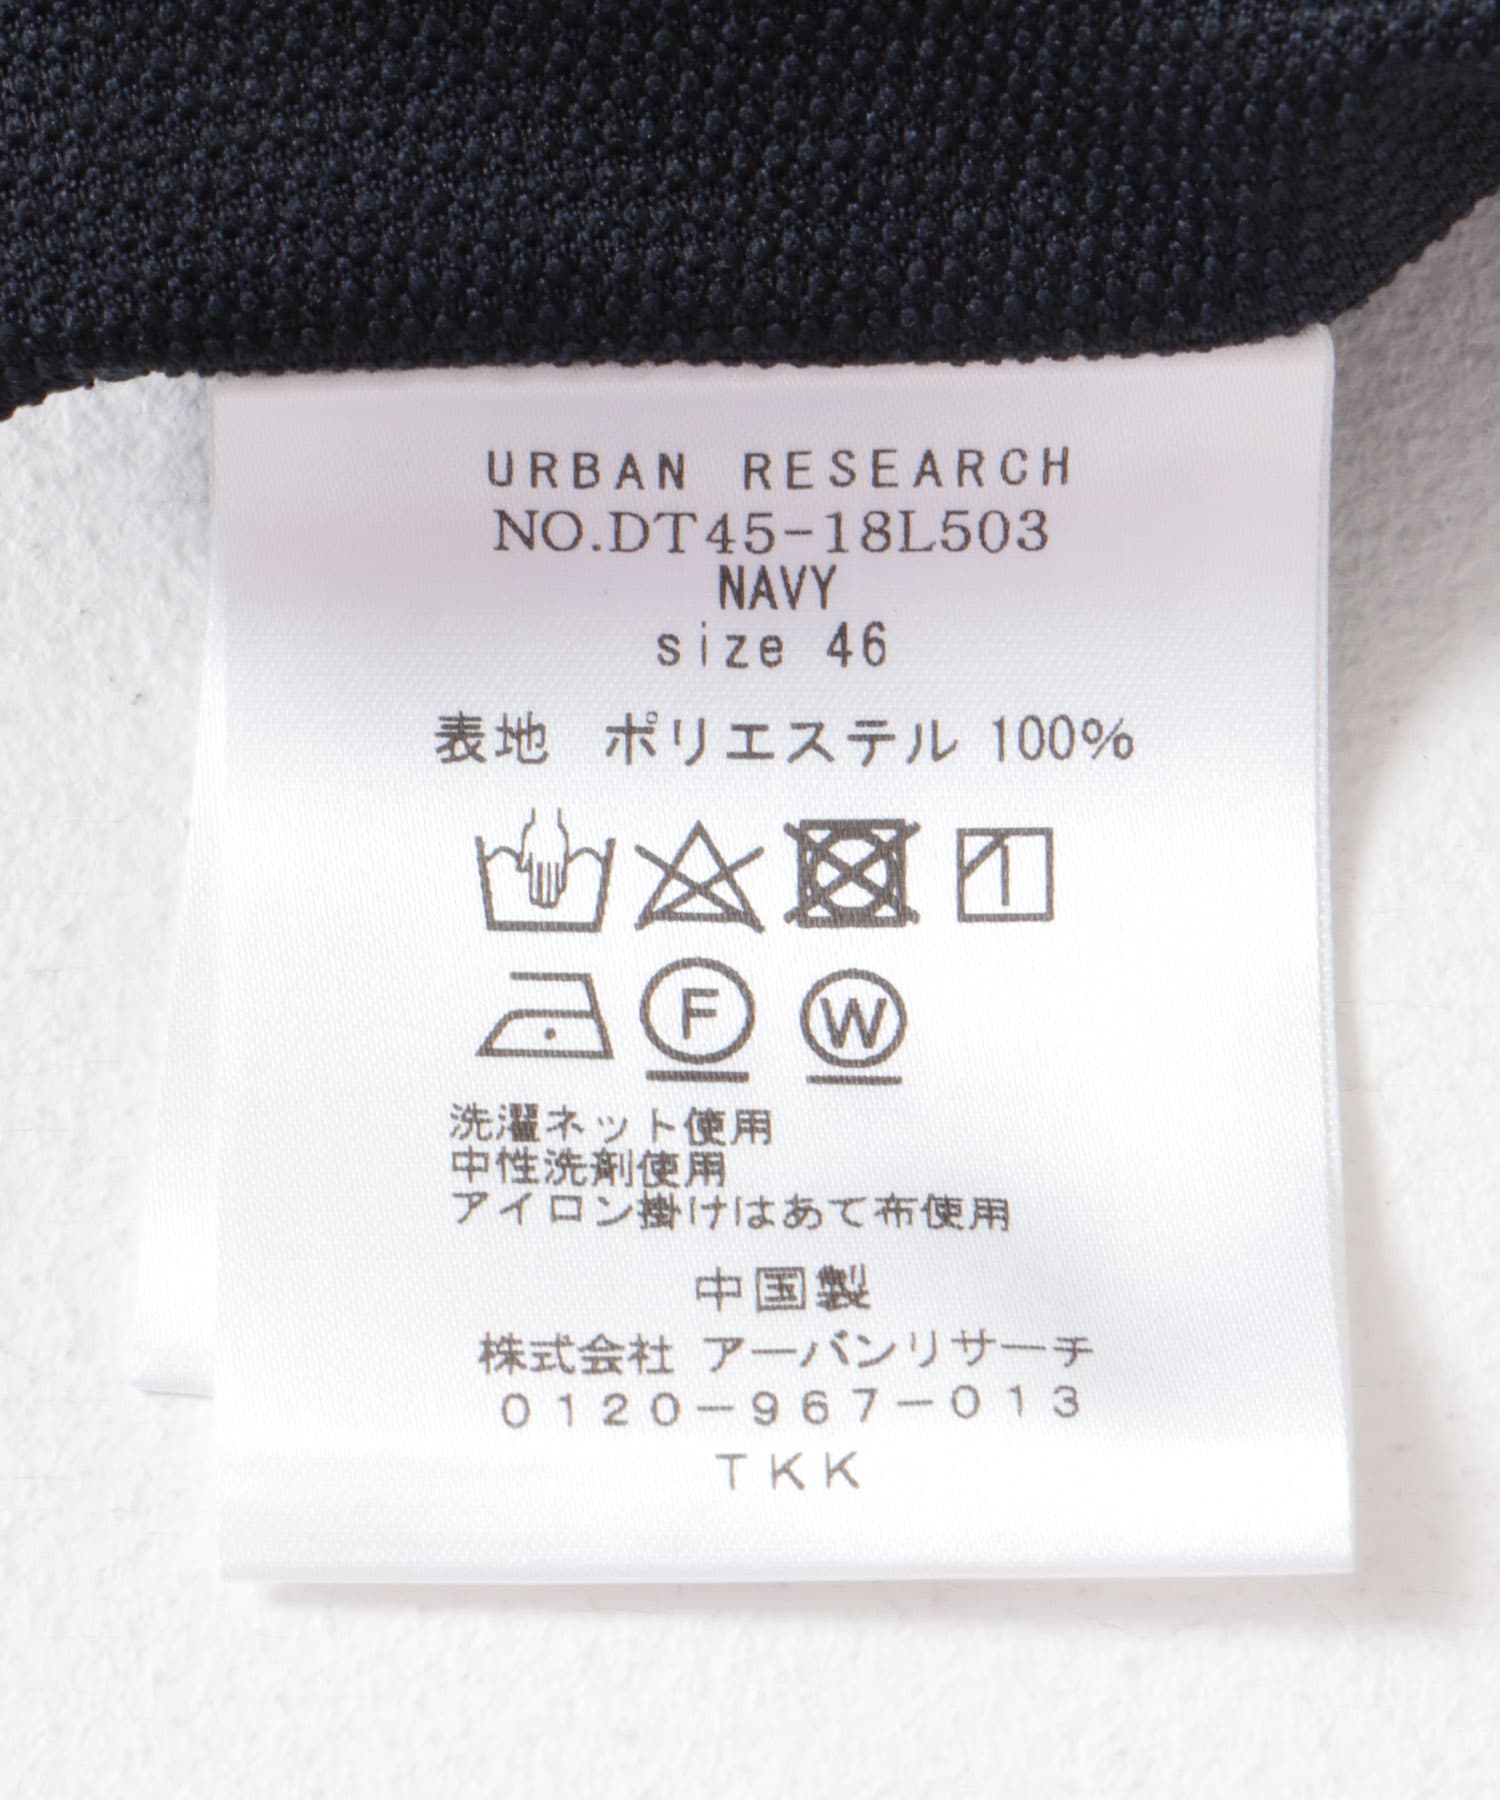 URBAN RESEARCH
NO.DT45-18L503
NAVY
size 46
表地 ポリエステル 100%
F W
洗濯ネット使用
中性洗剤使用
アイロン掛けはあて布使用
中国製
株式会社 アーバンリサーチ
0120-967-013
TKK